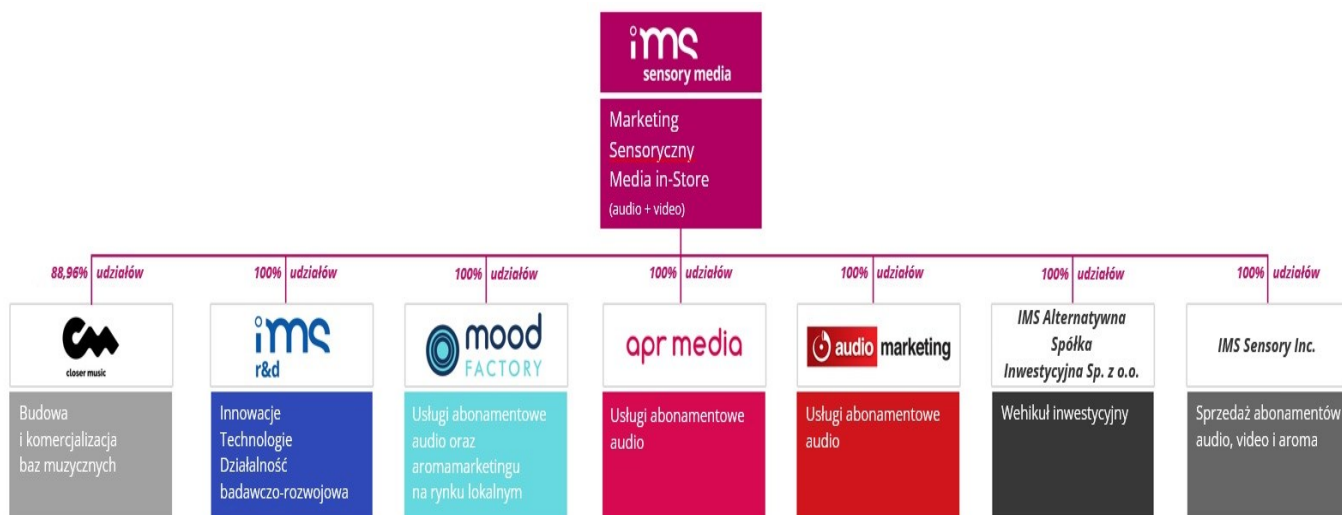 ims
sensory media
Marketing
Sensoryczny
Media in-Store
(audio + video)
88,96% udziałów
100% udziałów
100% udziałów
100% udziałów
100% udziałów
100% udziałów
100% udziałów
cm
closer music
Budowa
i komercjalizacja
baz muzycznych
ims
r&d
Innowacje
Technologie
Działalność
badawczo-rozwojowa
mood
FACTORY
Usługi abonamentowe
audio oraz
aromamarketingu
na rynku lokalnym
apr media
Usługi abonamentowe
audio
audio marketing
Usługi abonamentowe
audio
IMS Alternatywna
Spółka
Inwestycyjna Sp. z o.o.
Wehikuł inwestycyjny
IMS Sensory Inc.
Sprzedaż abonamentów
audio, video i aroma